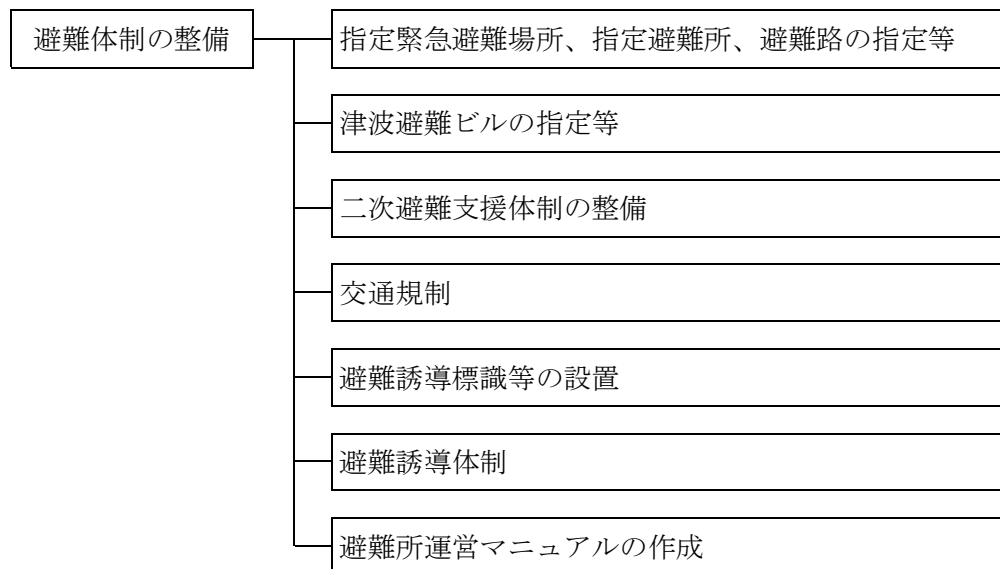 避難体制の整備
指定緊急避難場所、指定避難所、避難路の指定等
津波避難ビルの指定等
二次避難支援体制の整備
交通規制
避難誘導標識等の設置
避難誘導体制
避難所運営マニュアルの作成